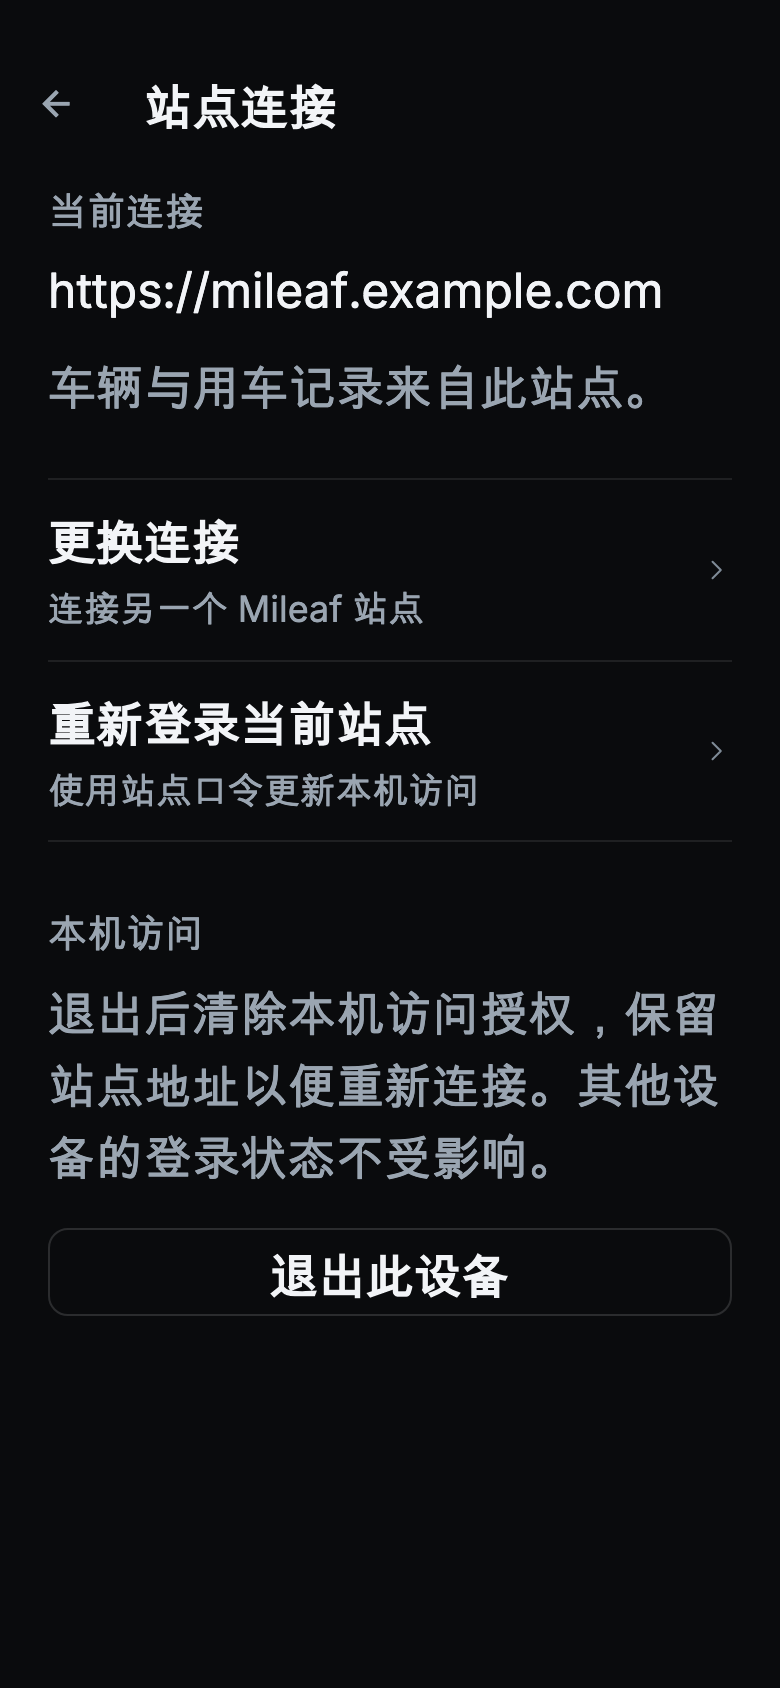 站点连接
当前连接
https://mileaf.example.com
车辆与用车记录来自此站点。
更换连接
连接另一个 Mileaf 站点
重新登录当前站点
使用站点口令更新本机访问
本机访问
退出后清除本机访问授权，保留
站点地址以便重新连接。其他设
备的登录状态不受影响。
退出此设备